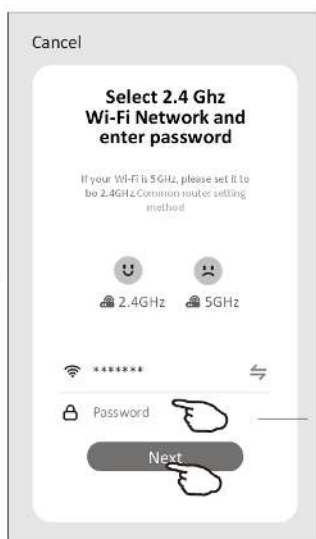 Cancel
Select 2.4 Ghz
Wi-Fi Network and
enter password
If your Wi-Fi is 5GHz, please set it to
be 2.4GHz.Common router setting
method
2.4GHz
5GHz
*******
Password
Next